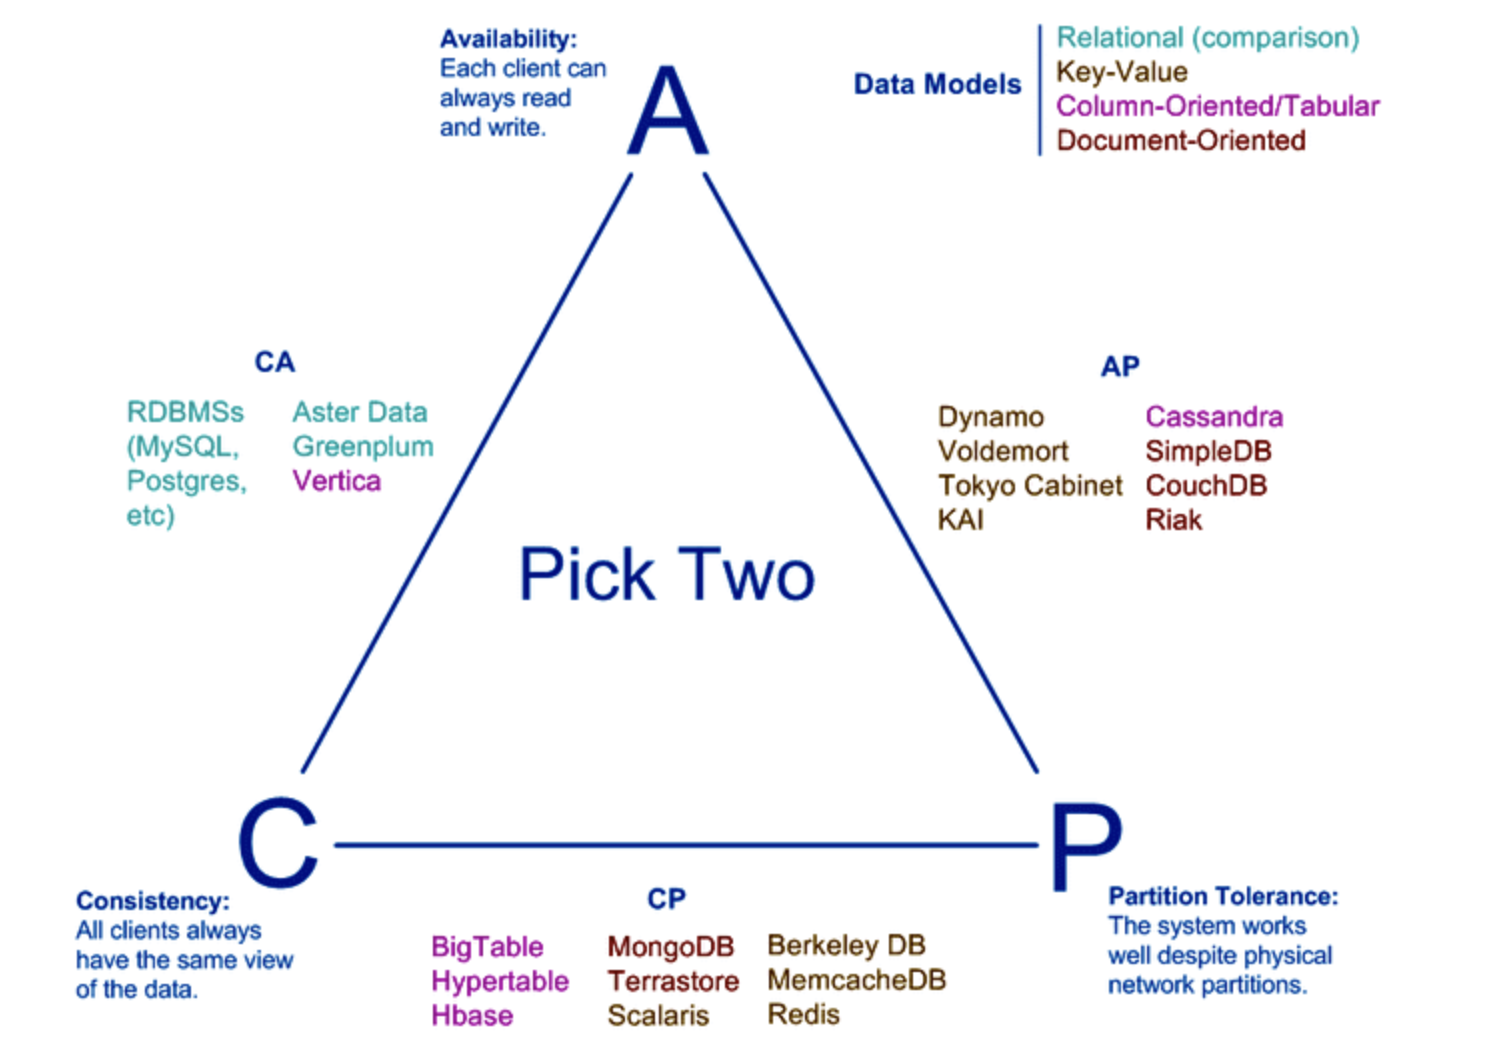 Availability:
Each client can
always read
and write.
A
Data Models
Relational (comparison)
Key-Value
Column-Oriented/Tabular
Document-Oriented
CA
RDBMSs
(MySQL,
Postgres,
etc)
Aster Data
Greenplum
Vertica
AP
Dynamo
Voldemort
Tokyo Cabinet
KAI
Cassandra
SimpleDB
CouchDB
Riak
Pick Two
C
Consistency:
All clients always
have the same view
of the data.
CP
BigTable
Hypertable
Hbase
MongoDB
Terrastore
Scalaris
Berkeley DB
MemcacheDB
Redis
P
Partition Tolerance:
The system works
well despite physical
network partitions.